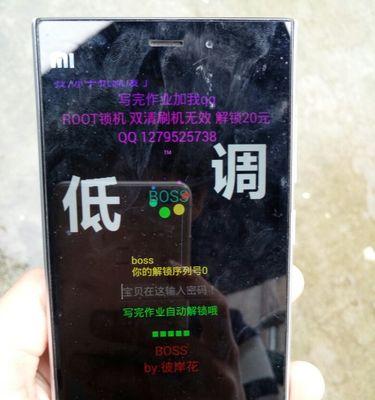 mi
写完作业加我qq
ROOT锁机 双清刷机无效 解锁20元
QQ 1279525738
™
低调
BOSS
boss
你的解锁序列号0
宝贝在这输入密码！
写完作业自动解锁哦
BOSS
by:彼岸花